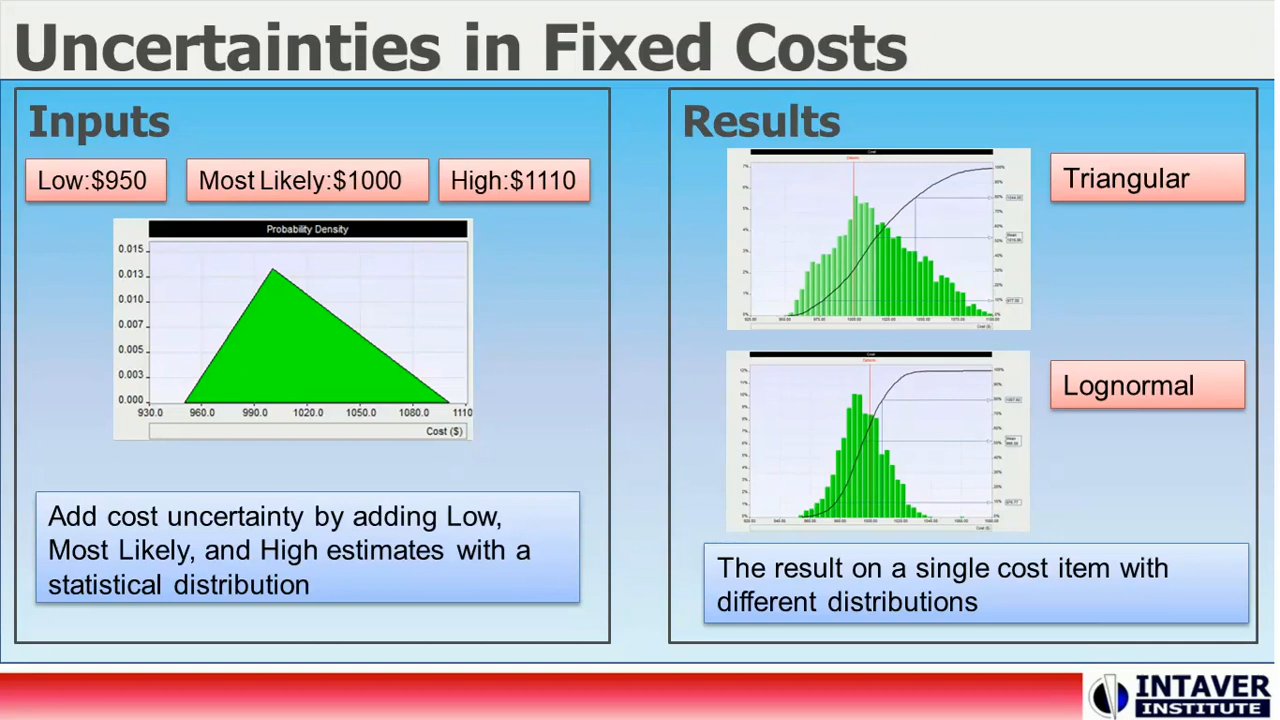 Uncertainties in Fixed Costs
Inputs
Low:$950
Most Likely:$1000
High:$1110
Probability Density
0.015
0.013
0.010
0.007
0.005
0.003
0.000
930.0 960.0 990.0 1020.0 1050.0 1080.0 1110
Cost ($)
Add cost uncertainty by adding Low,
Most Likely, and High estimates with a
statistical distribution
Results
Cost
Triangular
Cost
Lognormal
The result on a single cost item with
different distributions
INTAVER
INSTITUTE